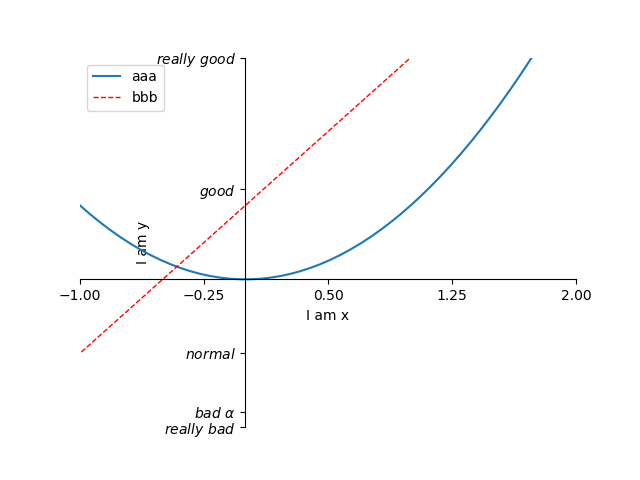 really good
aaa
bbb
good
I am y
−1.00
−0.25
0.50
1.25
2.00
I am x
normal
bad α
really bad